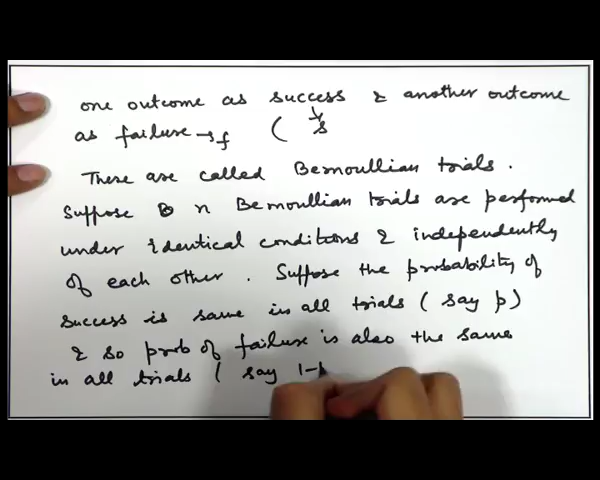 one outcome as success & another outcome
as failure → f ( s
These are called Bernoullian trials.
Suppose n Bernoullian trials are performed
under identical conditions & independently
of each other. Suppose the probability of
success is same in all trials ( say p )
& so prob of failure is also the same
in all trials ( say 1-